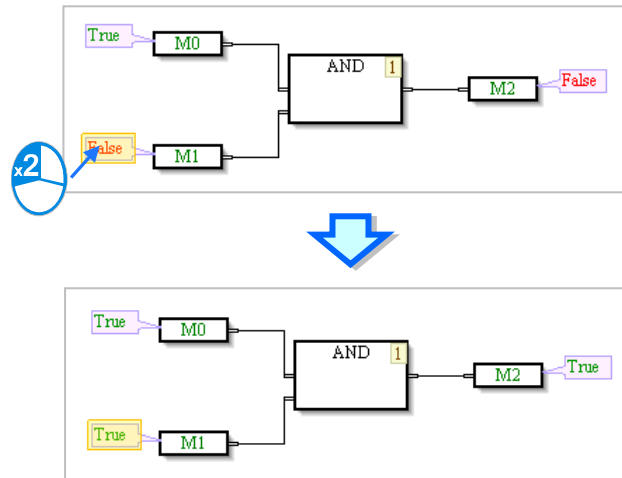 True
M0
AND 1
M2
False
False
M1
x2
True
M0
AND 1
M2
True
True
M1